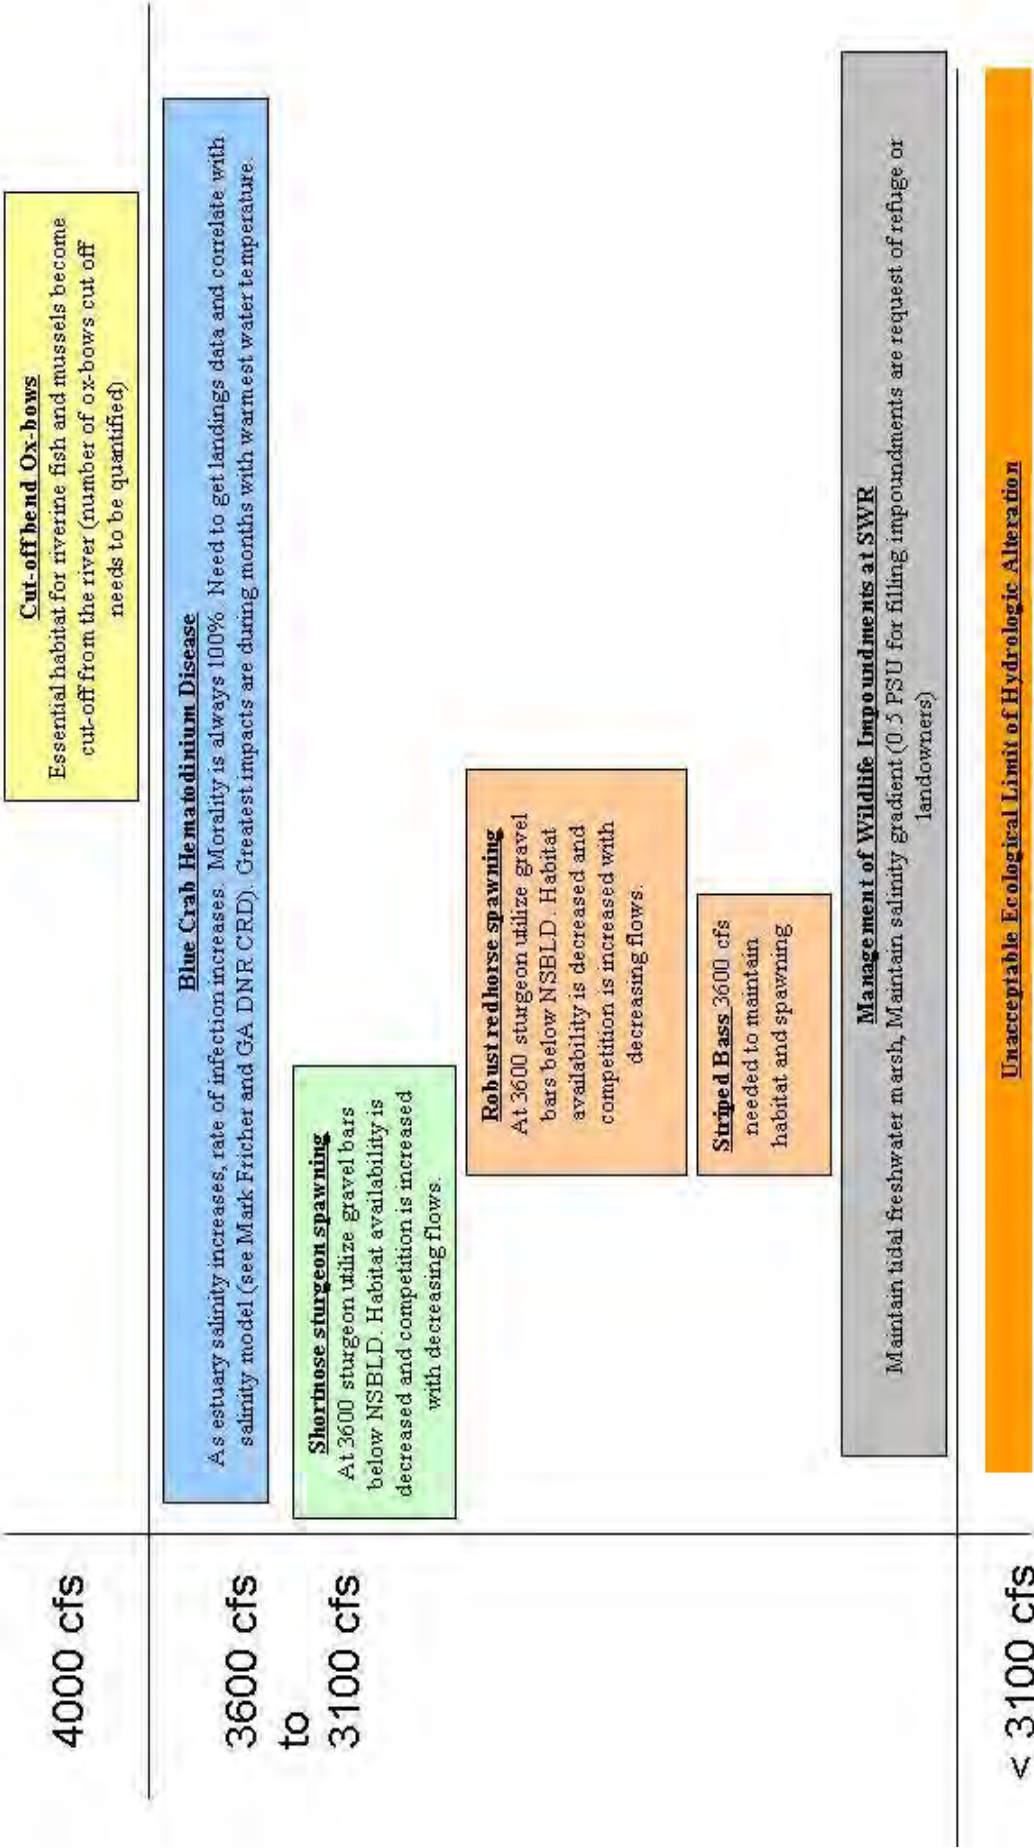 4000 cfs
Cut-off bend Ox-bows
Essential habitat for riverine fish and mussels become
cut-off from the river (number of ox-bows cut off
needs to be quantified)
3600 cfs
to
3100 cfs
Blue Crab Hematodinium Disease
As estuary salinity increases, rate of infection increases. Morality is always 100%. Need to get landings data and correlate with
salinity model (see Mark Fricher and GA DNR CRD). Greatest impacts are during months with warmest water temperature.
Shortnose sturgeon spawning
At 3600 sturgeon utilize gravel bars
below NSBLD. Habitat availability is
decreased and competition is increased
with decreasing flows.
Robust redhorse spawning
At 3600 sturgeon utilize gravel
bars below NSBLD. Habitat
availability is decreased and
competition is increased with
decreasing flows.
Striped Bass 3600 cfs
needed to maintain
habitat and spawning
Management of Wildlife Impoundments at SWR
Maintain tidal freshwater marsh, Maintain salinity gradient (0.5 PSU for filling impoundments are request of refuge or
landowners)
< 3100 cfs
Unacceptable Ecological Limit of Hydrologic Alteration